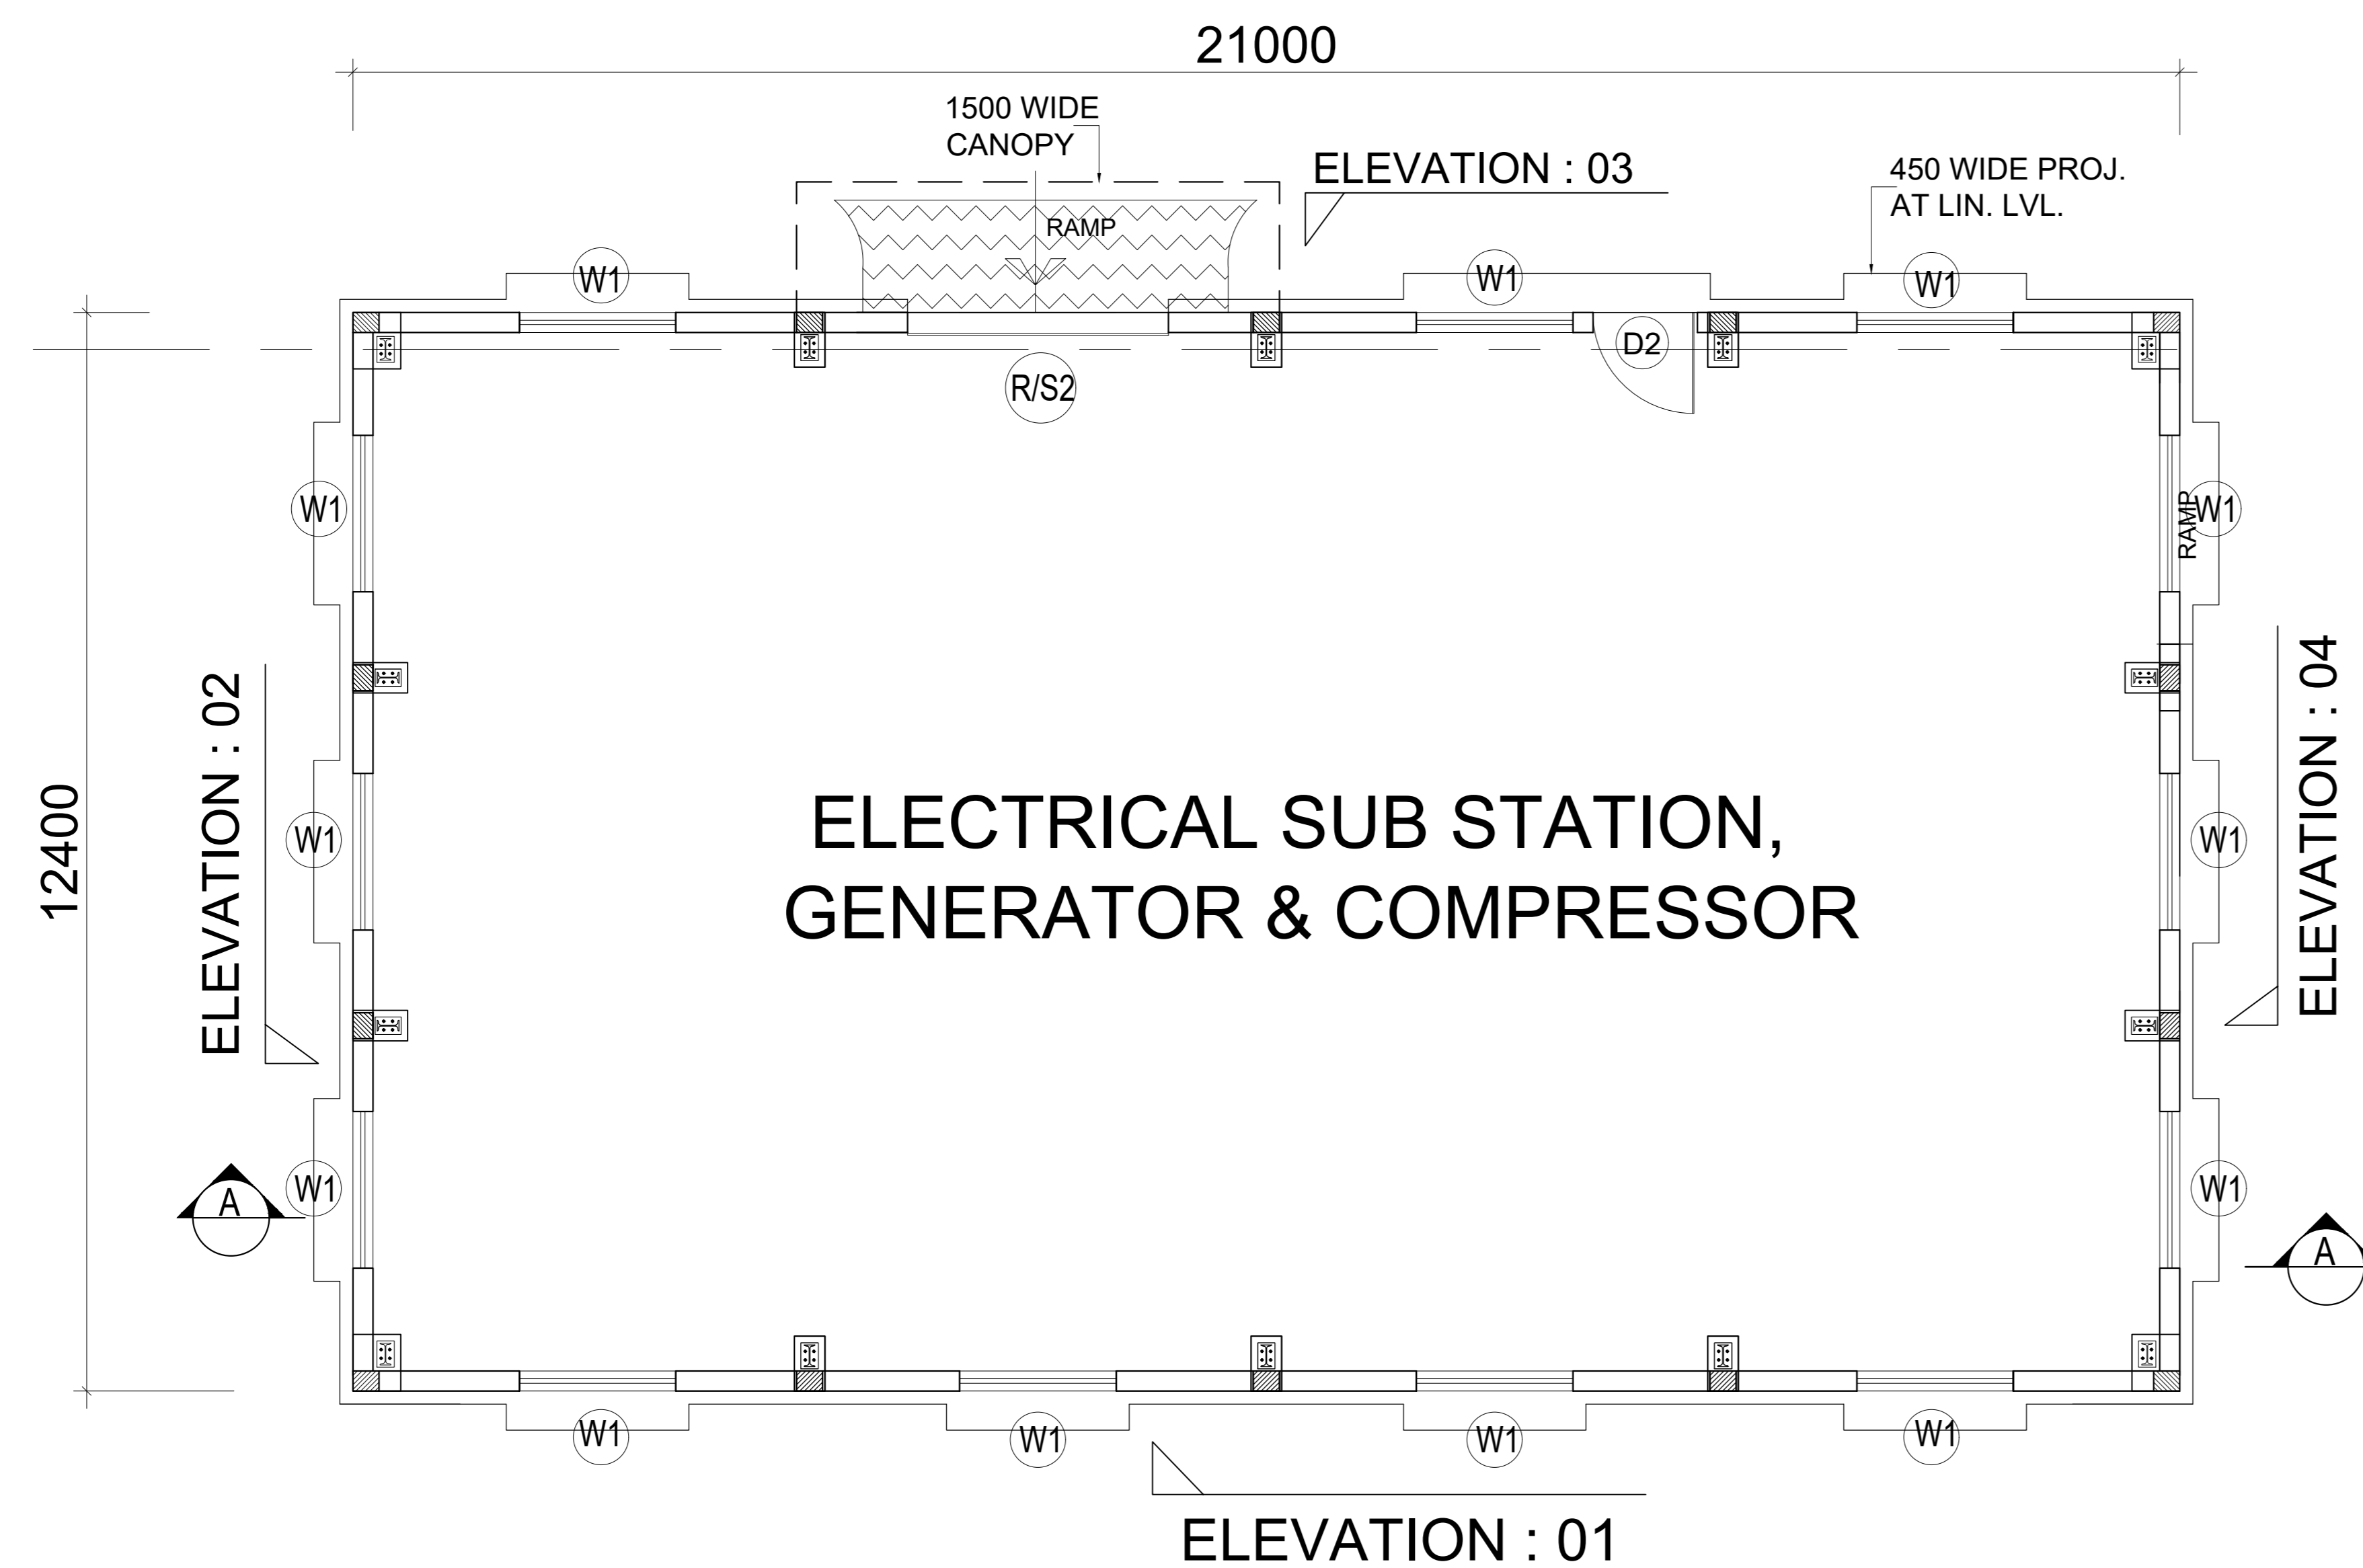 21000
1500 WIDE
CANOPY
ELEVATION : 03
450 WIDE PROJ.
AT LIN. LVL.
RAMP
W1
W1
W1
D2
R/S2
W1
RAMP
W1
ELEVATION : 02
ELEVATION : 04
12400
ELECTRICAL SUB STATION,
GENERATOR & COMPRESSOR
W1
W1
W1
W1
A
A
W1
W1
W1
W1
ELEVATION : 01